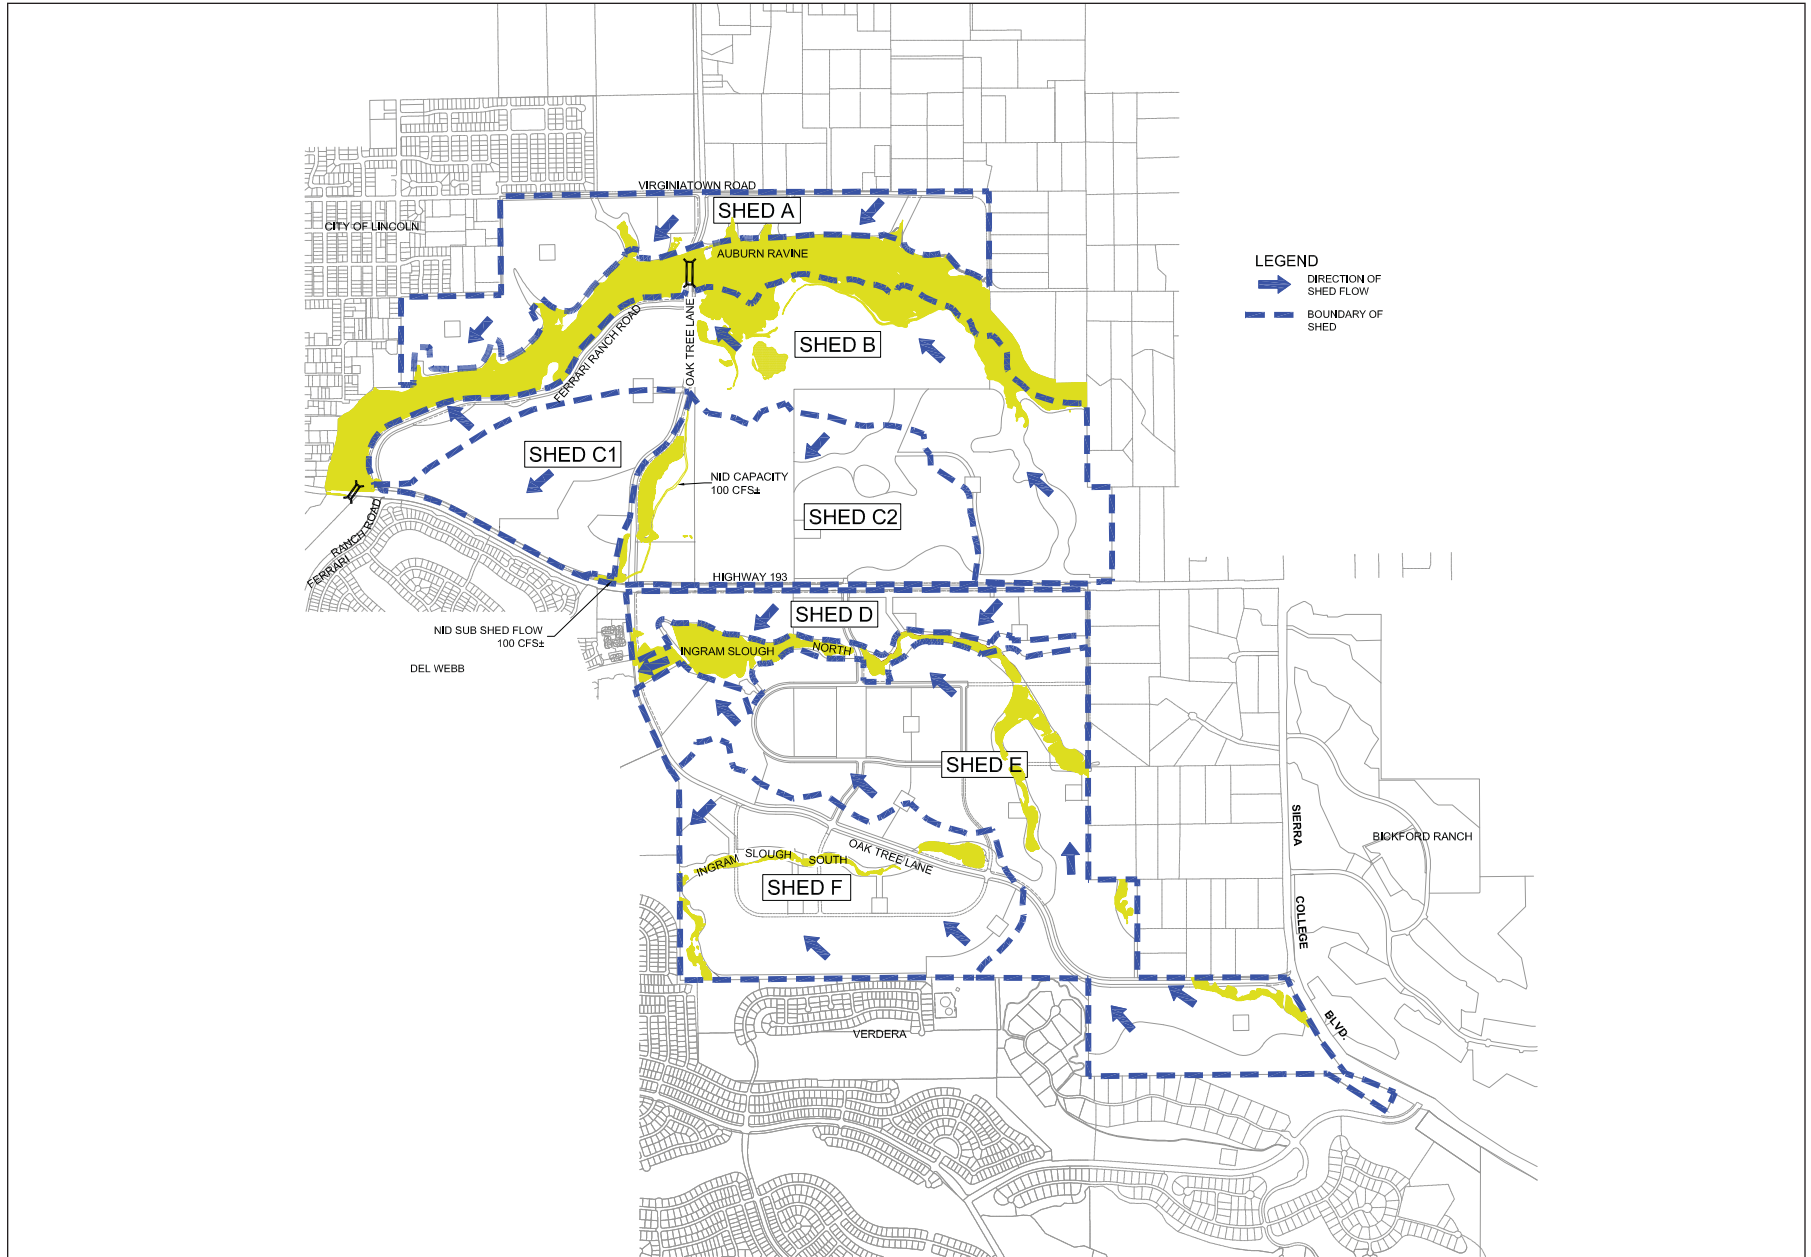 VIRGINIATOWN ROAD
SHED A
CITY OF LINCOLN
AUBURN RAVINE
LEGEND
DIRECTION OF
SHED FLOW
BOUNDARY OF
SHED
OAK TREE LANE
FERRARI RANCH ROAD
SHED B
SHED C1
NID CAPACITY
100 CFS±
SHED C2
FERRARI
RANCH ROAD
HIGHWAY 193
SHED D
NID SUB SHED FLOW
100 CFS±
DEL WEBB
INGRAM SLOUGH
NORTH
SHED E
SIERRA
COLLEGE
BLVD.
BICKFORD RANCH
OAK TREE LANE
INGRAM
SLOUGH
SOUTH
SHED F
VERDERA